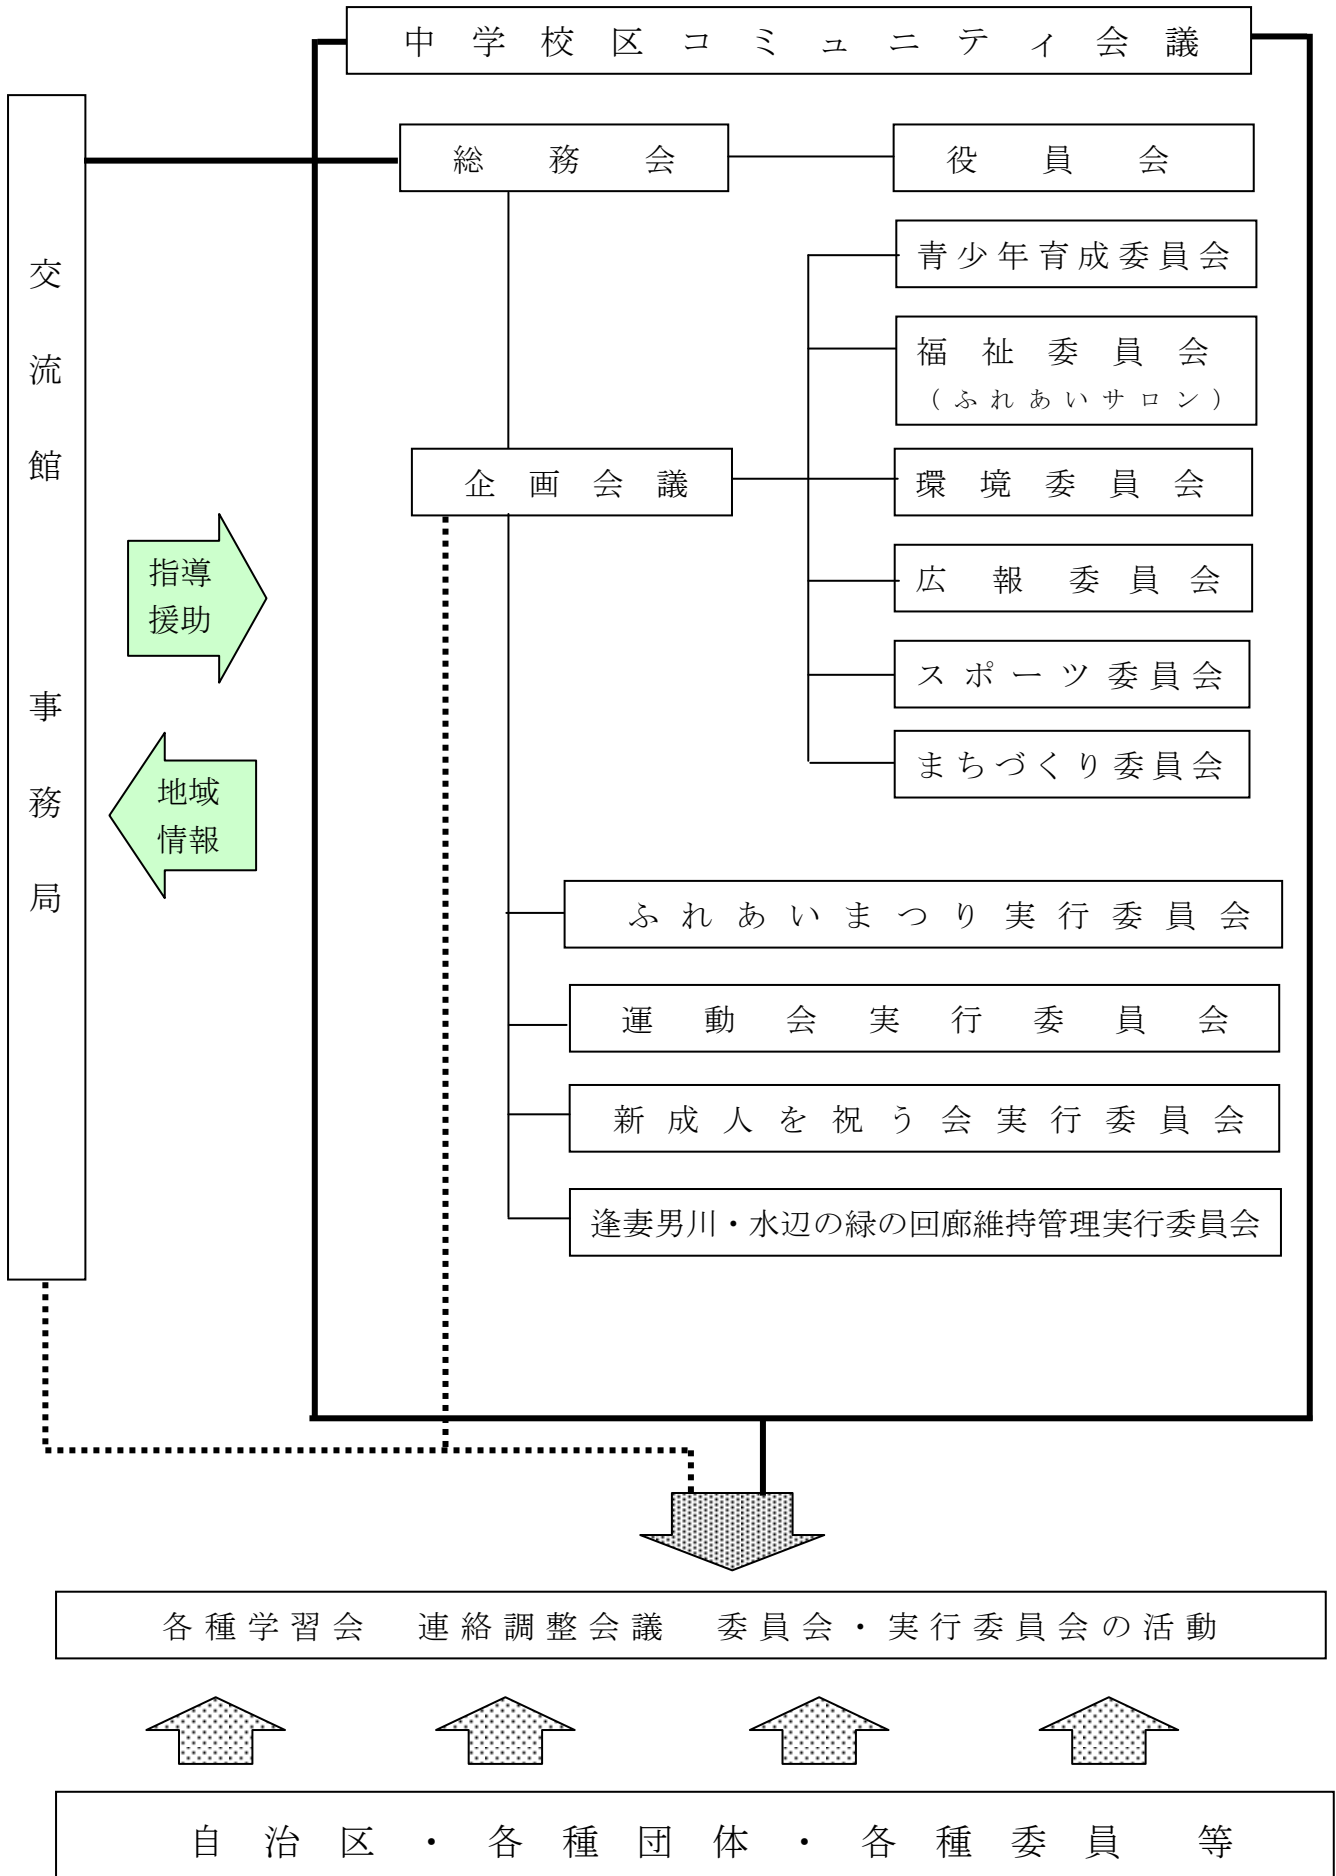 中学校区コミュニティ会議
総務会
役員会
交流館 事務局
青少年育成委員会
福祉委員会
（ふれあいサロン）
企画会議
環境委員会
指導
援助
広報委員会
スポーツ委員会
まちづくり委員会
地域
情報
ふれあいまつり実行委員会
運動会実行委員会
新成人を祝う会実行委員会
逢妻男川・水辺の緑の回廊維持管理実行委員会
各種学習会 連絡調整会議 委員会・実行委員会の活動
自治区・各種団体・各種委員 等